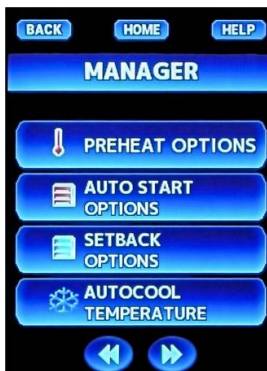 BACK HOME HELP
MANAGER
PREHEAT OPTIONS
AUTO START
OPTIONS
SETBACK
OPTIONS
AUTOCOOL
TEMPERATURE